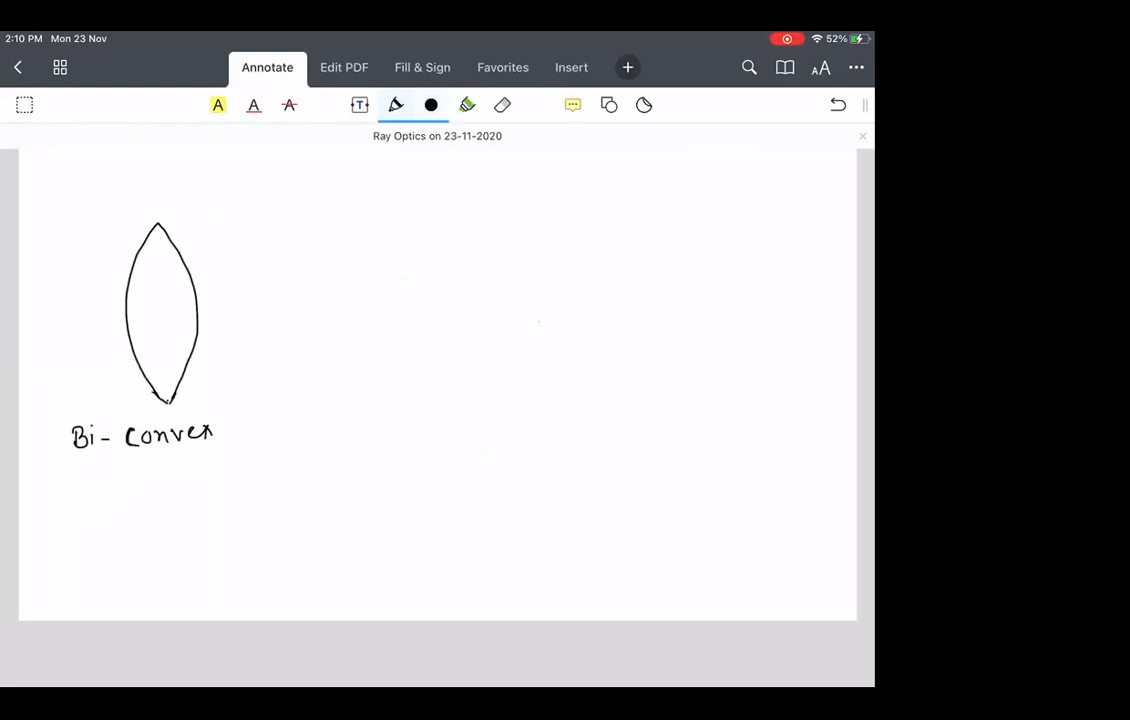 2:10 PM Mon 23 Nov 52%
Annotate Edit PDF Fill & Sign Favorites Insert
Ray Optics on 23-11-2020
Bi - Convex